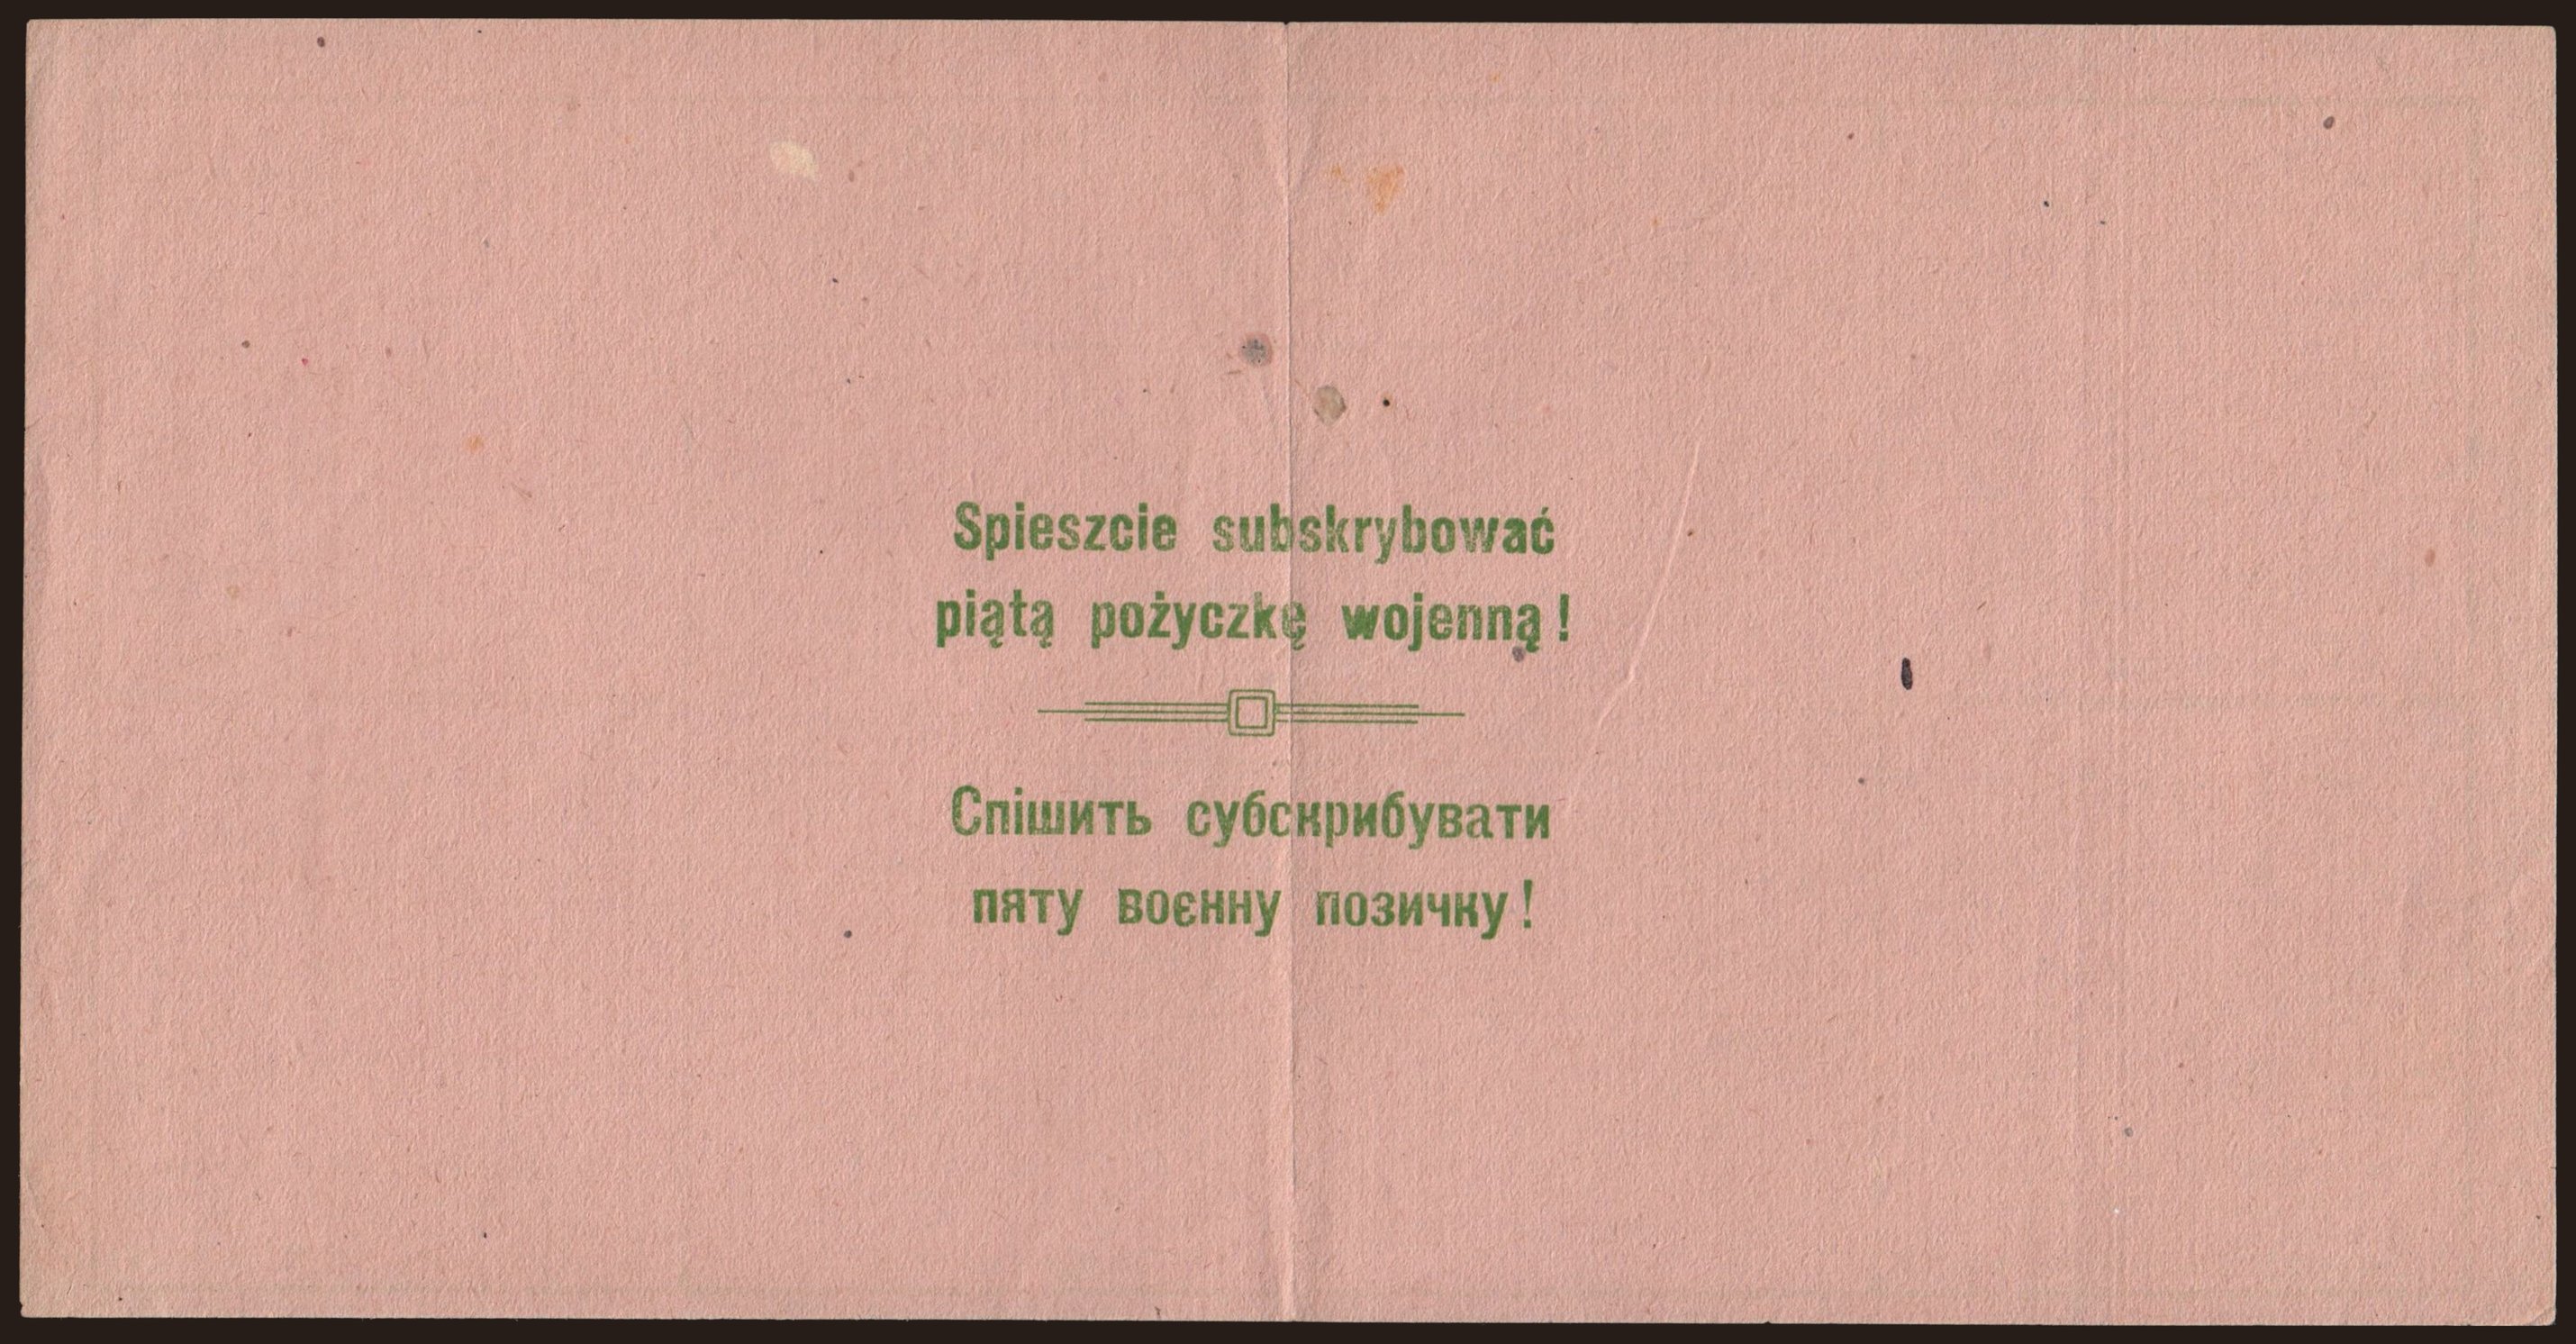 Spieszcie subskrybować
piątą pożyczkę wojenną!
Спішить субскрибувати
пяту воєнну позичку!